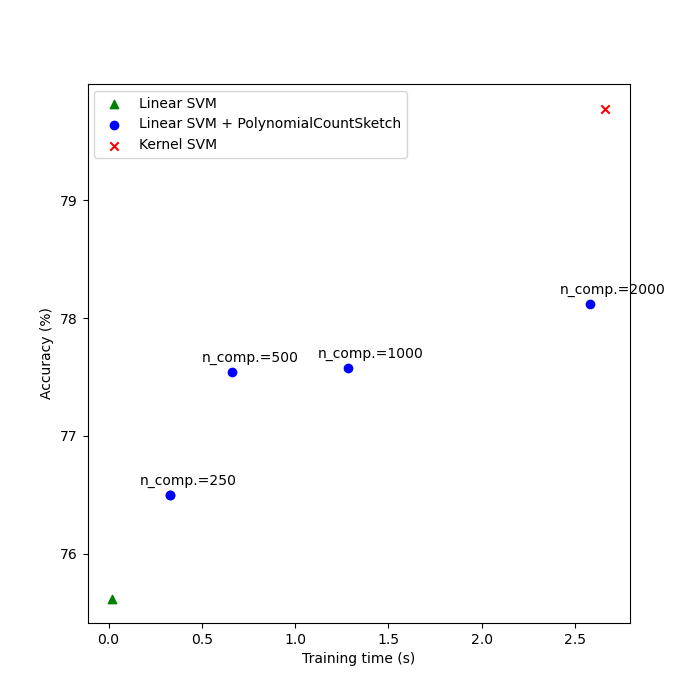 Linear SVM
Linear SVM + PolynomialCountSketch
Kernel SVM
79
78
77
76
Accuracy (%)
n_comp.=2000
n_comp.=500
n_comp.=1000
n_comp.=250
0.0 0.5 1.0 1.5 2.0 2.5
Training time (s)